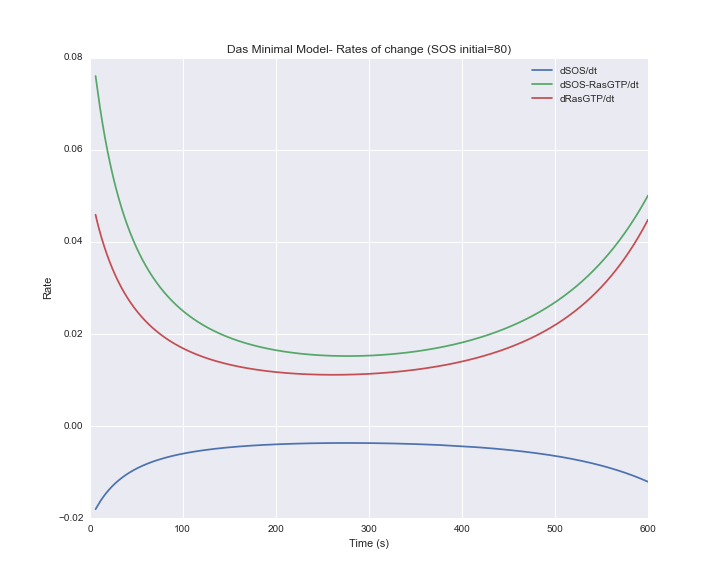 Das Minimal Model- Rates of change (SOS initial=80)
dSOS/dt
dSOS-RasGTP/dt
dRasGTP/dt
0.08
0.06
0.04
0.02
0.00
−0.02
Rate
0 100 200 300 400 500 600
Time (s)